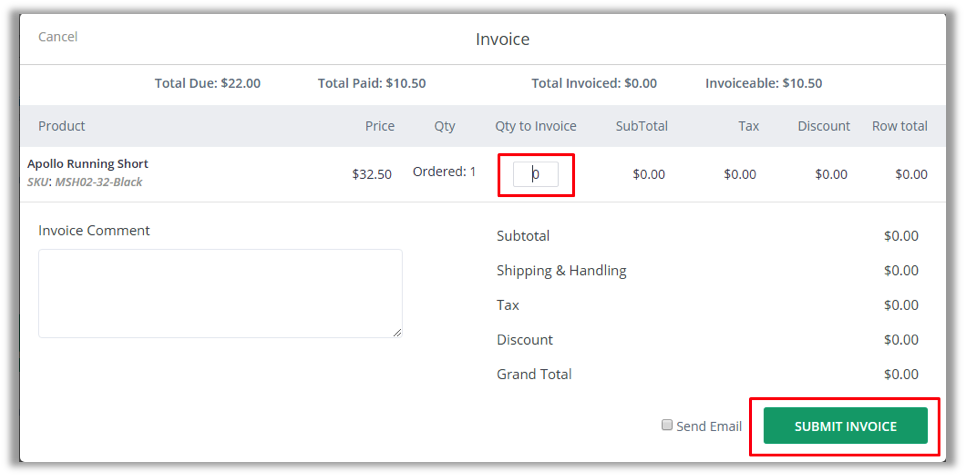 Cancel
Invoice
Total Due: $22.00 Total Paid: $10.50 Total Invoiced: $0.00 Invoiceable: $10.50
Product Price Qty Qty to Invoice SubTotal Tax Discount Row total
Apollo Running Short
SKU: MSH02-32-Black
$32.50 Ordered: 1 0 $0.00 $0.00 $0.00 $0.00
Invoice Comment
Subtotal $0.00
Shipping & Handling $0.00
Tax $0.00
Discount $0.00
Grand Total $0.00
Send Email SUBMIT INVOICE